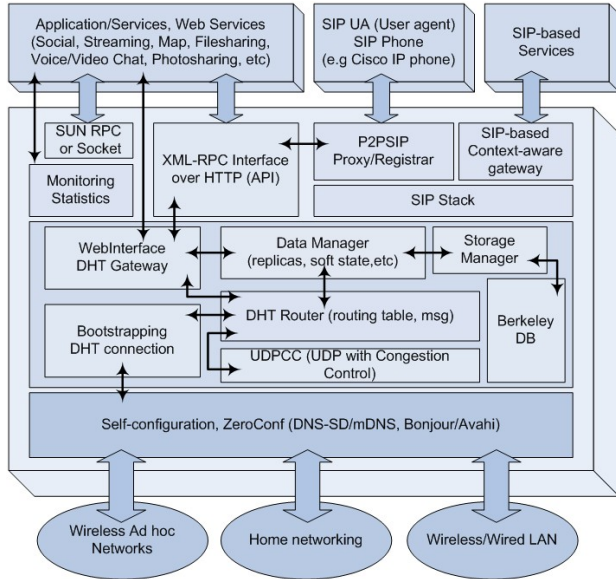 Application/Services, Web Services
(Social, Streaming, Map, Filesharing,
Voice/Video Chat, Photosharing, etc)
SIP UA (User agent)
SIP Phone
(e.g Cisco IP phone)
SIP-based
Services
SUN RPC
or Socket
Monitoring
Statistics
XML-RPC Interface
over HTTP (API)
P2PSIP
Proxy/Registrar
SIP-based
Context-aware
gateway
SIP Stack
WebInterface
DHT Gateway
Data Manager
(replicas, soft state,etc)
Storage
Manager
Bootstrapping
DHT connection
DHT Router (routing table, msg)
UDPCC (UDP with Congestion
Control)
Berkeley
DB
Self-configuration, ZeroConf (DNS-SD/mDNS, Bonjour/Avahi)
Wireless Ad hoc
Networks
Home networking
Wireless/Wired LAN